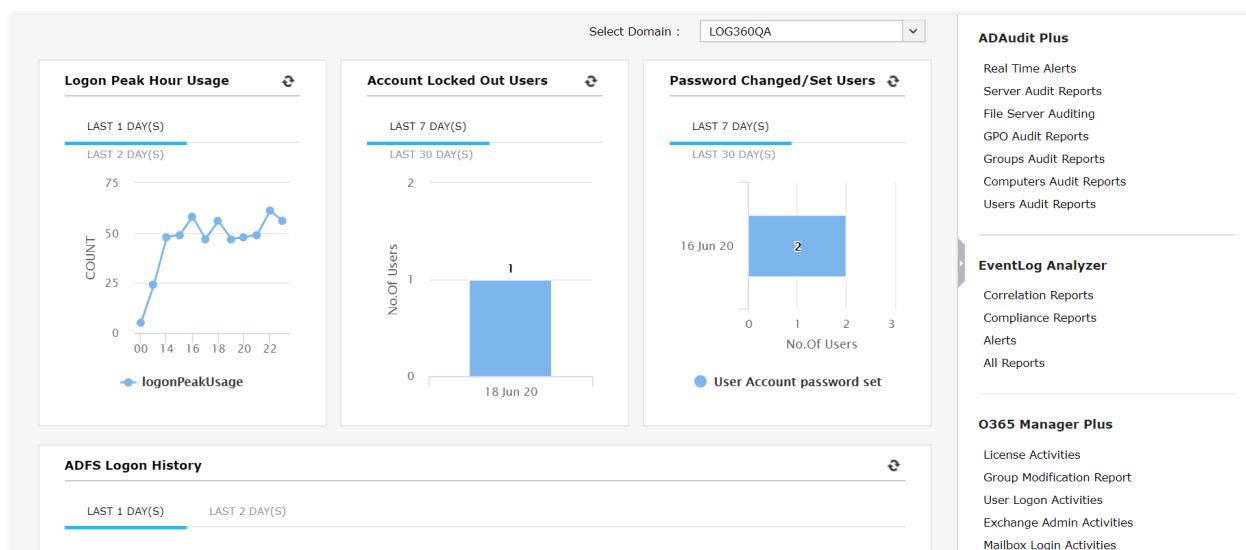 Select Domain : LOG360QA
Logon Peak Hour Usage
LAST 1 DAY(S)
LAST 2 DAY(S)
75
50
25
0
COUNT
00 14 16 18 20 22
logonPeakUsage
Account Locked Out Users
LAST 7 DAY(S)
LAST 30 DAY(S)
2
1
0
No.Of Users
1
18 Jun 20
Password Changed/Set Users
LAST 7 DAY(S)
LAST 30 DAY(S)
16 Jun 20
2
0 1 2 3
No.Of Users
User Account password set
ADFS Logon History
LAST 1 DAY(S) LAST 2 DAY(S)
ADAudit Plus
Real Time Alerts
Server Audit Reports
File Server Auditing
GPO Audit Reports
Groups Audit Reports
Computers Audit Reports
Users Audit Reports
EventLog Analyzer
Correlation Reports
Compliance Reports
Alerts
All Reports
O365 Manager Plus
License Activities
Group Modification Report
User Logon Activities
Exchange Admin Activities
Mailbox Login Activities